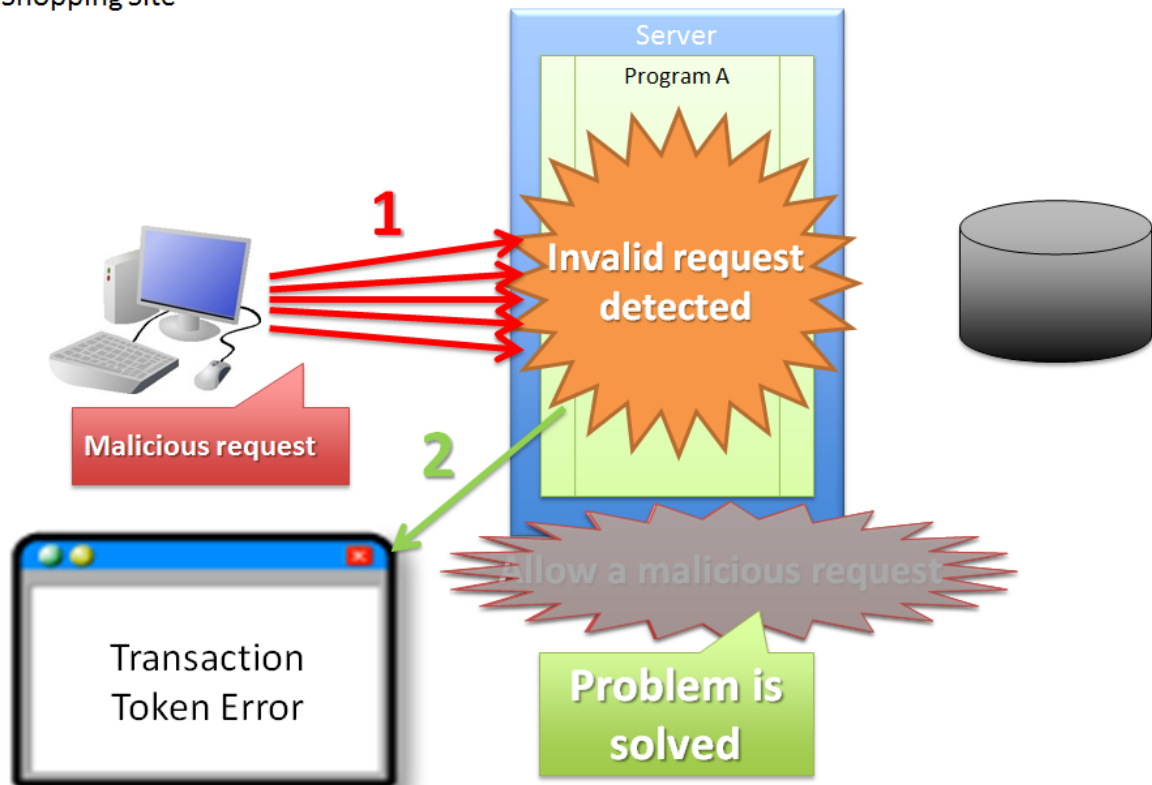 Shopping Site
Server
Program A
1
Invalid request
detected
Malicious request
2
Allow a malicious request
Transaction
Token Error
Problem is
solved